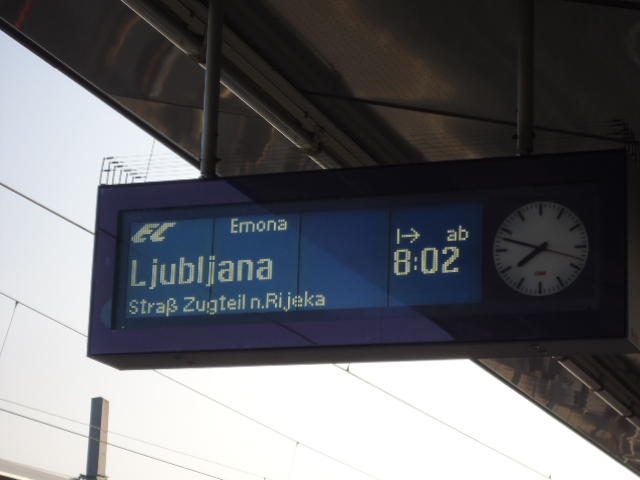 EC Emona
Ljubljana
Straß Zugteil n.Rijeka
ab
8:02